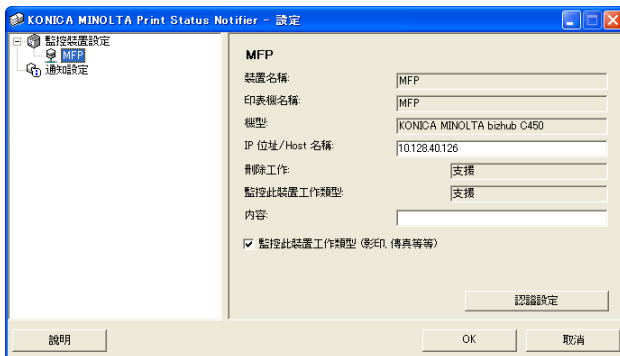 KONICA MINOLTA Print Status Notifier - 設定
監控裝置設定
MFP
通知設定
MFP
裝置名稱: MFP
印表機名稱: MFP
機型: KONICA MINOLTA bizhub C450
IP 位址/Host 名稱: 10.128.40.126
刪除工作: 支援
監控此裝置工作類型: 支援
內容:
監控此裝置工作類型 (影印, 傳真等等)
認證設定
說明 OK 取消